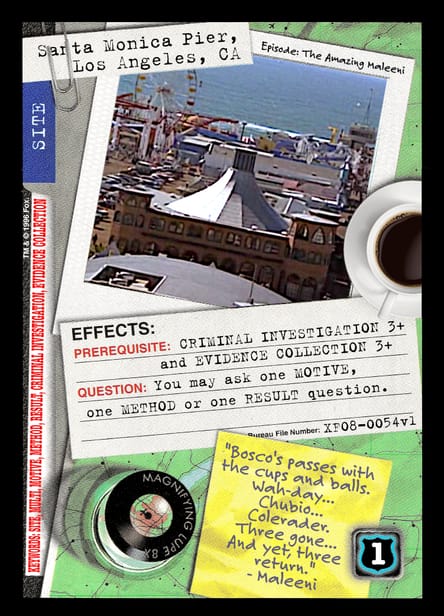 Santa Monica Pier,
Los Angeles, CA
Episode: The Amazing Maleeni
SITE
TM & © 1996 Fox.
KEYWORDS: SITE, MULTI, MOTIVE, METHOD, RESULT, CRIMINAL INVESTIGATION, EVIDENCE COLLECTION
EFFECTS:
PREREQUISITE: CRIMINAL INVESTIGATION 3+
and EVIDENCE COLLECTION 3+
QUESTION: You may ask one MOTIVE,
one METHOD or one RESULT question.
Bureau File Number: XF08-0054v1
MAGNIFYING LUPE 8X
"Bosco's passes with
the cups and balls.
Wah-day...
Chubio...
Colerader.
Three gone...
And yet, three
return."
- Maleeni
1